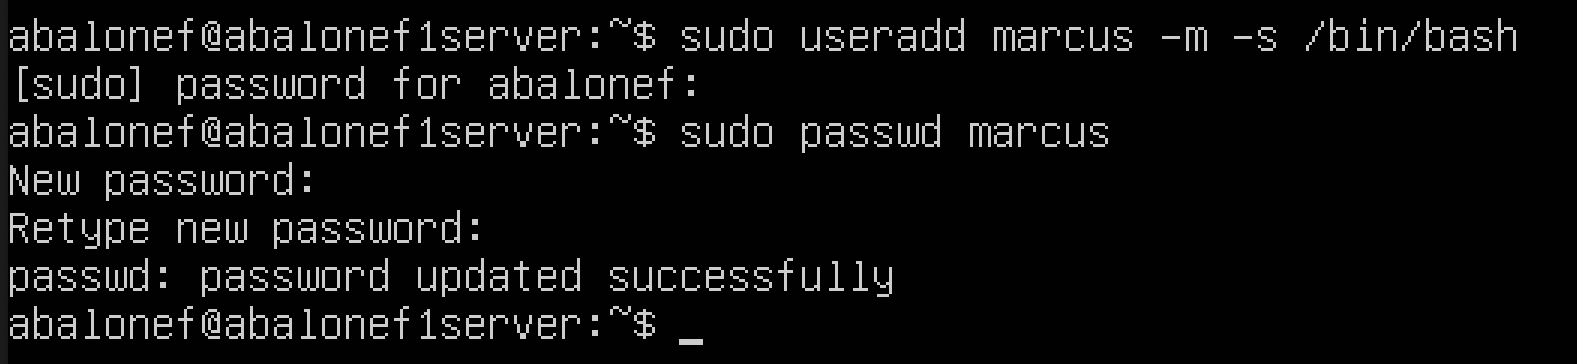 abalonef@abalonef1server:~$ sudo useradd marcus -m -s /bin/bash
[sudo] password for abalonef:
abalonef@abalonef1server:~$ sudo passwd marcus
New password:
Retype new password:
passwd: password updated successfully
abalonef@abalonef1server:~$ _